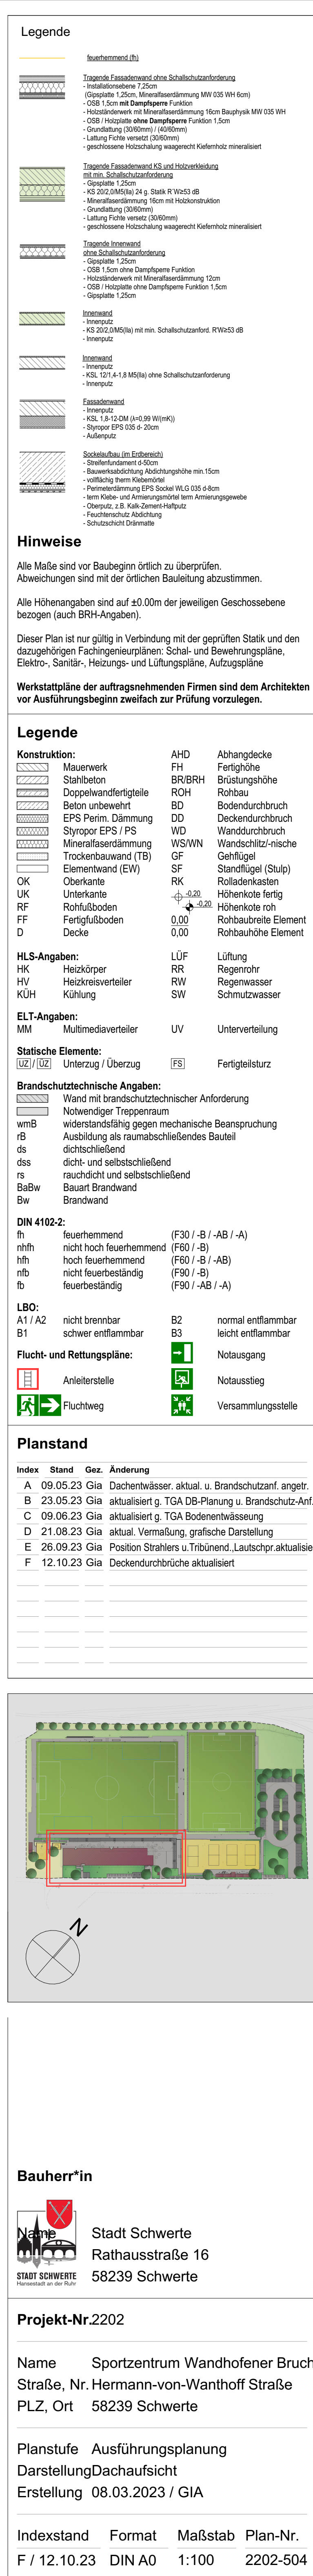 Legende
feuerhemmend (fh)
Tragende Fassadenwand ohne Schallschutzanforderung
- Installationsebene 7,25cm
(Gipsplatte 1,25cm, Mineralfaserdämmung MW 035 WH 6cm)
- OSB 1,5cm mit Dampfsperre Funktion
- Holzständerwerk mit Mineralfaserdämmung 16cm Bauphysik MW 035 WH
- OSB / Holzplatte ohne Dampfsperre Funktion 1,5cm
- Grundlattung (30/60mm) / (40/60mm)
- Lattung Fichte versetzt (30/60mm)
- geschlossene Holzschalung waagerecht Kiefernholz mineralisiert
Tragende Fassadenwand KS und Holzverkleidung
mit min. Schallschutzanforderung
- Gipsplatte 1,25cm
- KS 20/2,0/M5(IIa) 24 g. Statik R´W≥53 dB
- Mineralfaserdämmung 16cm mit Holzkonstruktion
- Grundlattung (30/60mm)
- Lattung Fichte versetz (30/60mm)
- geschlossene Holzschalung waagerecht Kiefernholz mineralisiert
Tragende Innenwand
ohne Schallschutzanforderung
- Gipsplatte 1,25cm
- OSB 1,5cm ohne Dampfsperre Funktion
- Holzständerwerk mit Mineralfaserdämmung 12cm
- OSB / Holzplatte ohne Dampfsperre Funktion 1,5cm
- Gipsplatte 1,25cm
Innenwand
- Innenputz
- KS 20/2,0/M5(IIa) mit min. Schallschutzanford. R'W≥53 dB
- Innenputz
Innenwand
- Innenputz
- KSL 12/1,4-1,8 M5(IIa) ohne Schallschutzanforderung
- Innenputz
Fassadenwand
- Innenputz
- KSL 1,8-12-DM (λ=0,99 W/(mK))
- Styropor EPS 035 d- 20cm
- Außenputz
Sockelaufbau (im Erdbereich)
- Streifenfundament d-50cm
- Bauwerksabdichtung Abdichtungshöhe min.15cm
- vollflächig therm Klebemörtel
- Perimeterdämmung EPS Sockel WLG 035 d-8cm
- term Klebe- und Armierungsmörtel term Armierungsgewebe
- Oberputz, z.B. Kalk-Zement-Haftputz
- Feuchtenschutz Abdichtung
- Schutzschicht Dränmatte
Hinweise
Alle Maße sind vor Baubeginn örtlich zu überprüfen.
Abweichungen sind mit der örtlichen Bauleitung abzustimmen.
Alle Höhenangaben sind auf ±0.00m der jeweiligen Geschossebene
bezogen (auch BRH-Angaben).
Dieser Plan ist nur gültig in Verbindung mit der geprüften Statik und den
dazugehörigen Fachingenieurplänen: Schal- und Bewehrungspläne,
Elektro-, Sanitär-, Heizungs- und Lüftungspläne, Aufzugspläne
Werkstattpläne der auftragsnehmenden Firmen sind dem Architekten
vor Ausführungsbeginn zweifach zur Prüfung vorzulegen.
Legende
Konstruktion: AHD Abhangdecke
Mauerwerk FH Fertighöhe
Stahlbeton BR/BRH Brüstungshöhe
Doppelwandfertigteile ROH Rohbau
Beton unbewehrt BD Bodendurchbruch
EPS Perim. Dämmung DD Deckendurchbruch
Styropor EPS / PS WD Wanddurchbruch
Mineralfaserdämmung WS/WN Wandschlitz/-nische
Trockenbauwand (TB) GF Gehflügel
Elementwand (EW) SF Standflügel (Stulp)
OK Oberkante RK Rolladenkasten
UK Unterkante -0,20 Höhenkote fertig
RF Rohfußboden -0,20 Höhenkote roh
FF Fertigfußboden 0,00 Rohbaubreite Element
D Decke 0,00 Rohbauhöhe Element
HLS-Angaben: LÜF Lüftung
HK Heizkörper RR Regenrohr
HV Heizkreisverteiler RW Regenwasser
KÜH Kühlung SW Schmutzwasser
ELT-Angaben:
MM Multimediaverteiler UV Unterverteilung
Statische Elemente:
UZ / ÜZ Unterzug / Überzug FS Fertigteilsturz
Brandschutztechnische Angaben:
Wand mit brandschutztechnischer Anforderung
Notwendiger Treppenraum
wmB widerstandsfähig gegen mechanische Beanspruchung
rB Ausbildung als raumabschließendes Bauteil
ds dichtschließend
dss dicht- und selbstschließend
rs rauchdicht und selbstschließend
BaBw Bauart Brandwand
Bw Brandwand
DIN 4102-2:
fh feuerhemmend (F30 / -B / -AB / -A)
nhfh nicht hoch feuerhemmend (F60 / -B)
hfh hoch feuerhemmend (F60 / -B / -AB)
nfb nicht feuerbeständig (F90 / -B)
fb feuerbeständig (F90 / -AB / -A)
LBO:
A1 / A2 nicht brennbar B2 normal entflammbar
B1 schwer entflammbar B3 leicht entflammbar
Flucht- und Rettungspläne: Notausgang
Anleiterstelle Notausstieg
Fluchtweg Versammlungsstelle
Planstand
Index Stand Gez. Änderung
A 09.05.23 Gia Dachentwässer. aktual. u. Brandschutzanf. angetr.
B 23.05.23 Gia aktualisiert g. TGA DB-Planung u. Brandschutz-Anf.
C 09.06.23 Gia aktualisiert g. TGA Bodenentwässeung
D 21.08.23 Gia aktual. Vermaßung, grafische Darstellung
E 26.09.23 Gia Position Strahlers u.Tribünend.,Lautschpr.aktualisie
F 12.10.23 Gia Deckendurchbrüche aktualisiert
N
Bauherr*in
Name Stadt Schwerte
Rathausstraße 16
58239 Schwerte
STADT SCHWERTE
Hansestadt an der Ruhr
Projekt-Nr.2202
Name Sportzentrum Wandhofener Bruch
Straße, Nr. Hermann-von-Wanthoff Straße
PLZ, Ort 58239 Schwerte
Planstufe Ausführungsplanung
Darstellung Dachaufsicht
Erstellung 08.03.2023 / GIA
Indexstand Format Maßstab Plan-Nr.
F / 12.10.23 DIN A0 1:100 2202-504